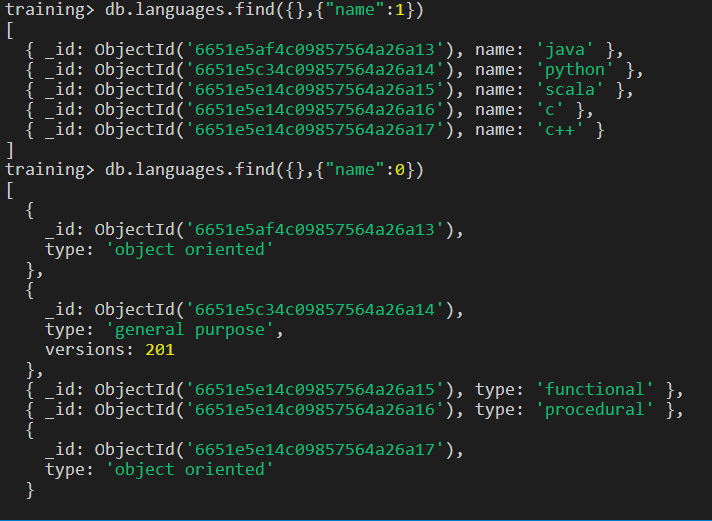 training> db.languages.find({},{"name":1})
[
  { _id: ObjectId('6651e5af4c09857564a26a13'), name: 'java' },
  { _id: ObjectId('6651e5c34c09857564a26a14'), name: 'python' },
  { _id: ObjectId('6651e5e14c09857564a26a15'), name: 'scala' },
  { _id: ObjectId('6651e5e14c09857564a26a16'), name: 'c' },
  { _id: ObjectId('6651e5e14c09857564a26a17'), name: 'c++' }
]
training> db.languages.find({},{"name":0})
[
  {
    _id: ObjectId('6651e5af4c09857564a26a13'),
    type: 'object oriented'
  },
  {
    _id: ObjectId('6651e5c34c09857564a26a14'),
    type: 'general purpose',
    versions: 201
  },
  { _id: ObjectId('6651e5e14c09857564a26a15'), type: 'functional' },
  { _id: ObjectId('6651e5e14c09857564a26a16'), type: 'procedural' },
  {
    _id: ObjectId('6651e5e14c09857564a26a17'),
    type: 'object oriented'
  }